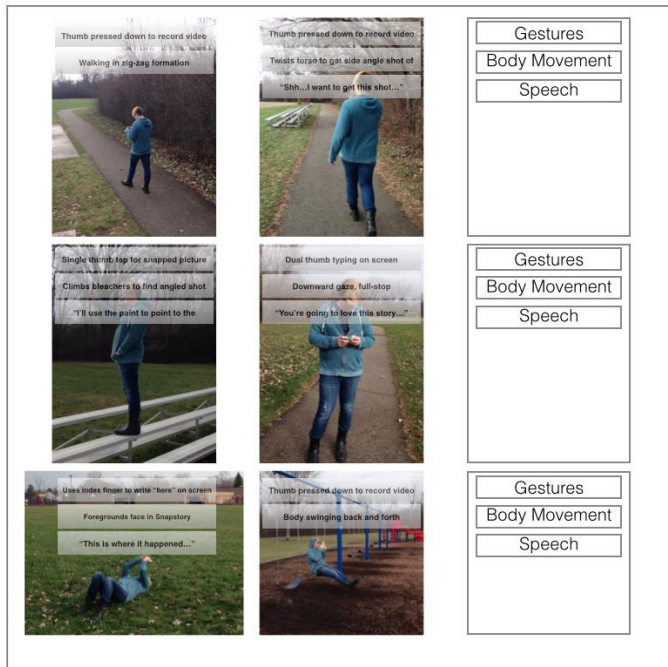 Thumb pressed down to record video
Walking in zig-zag formation
Thumb pressed down to record video
Twists torso to get side angle shot of
“Shh…I want to get this shot…”
Gestures
Body Movement
Speech
Single thumb tap for snapped picture
Climbs bleachers to find angled shot
“I’ll use the paint to point to the
Dual thumb typing on screen
Downward gaze, full-stop
“You’re going to love this story…”
Gestures
Body Movement
Speech
Uses index finger to write “here” on screen
Foregrounds face in Snapstory
“This is where it happened…”
Thumb pressed down to record video
Body swinging back and forth
Gestures
Body Movement
Speech